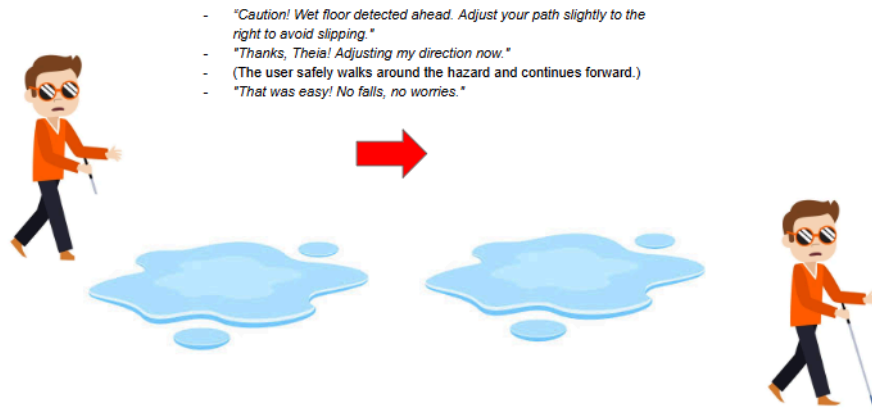 - "Caution! Wet floor detected ahead. Adjust your path slightly to the
right to avoid slipping."
- "Thanks, Theia! Adjusting my direction now."
- (The user safely walks around the hazard and continues forward.)
- "That was easy! No falls, no worries."